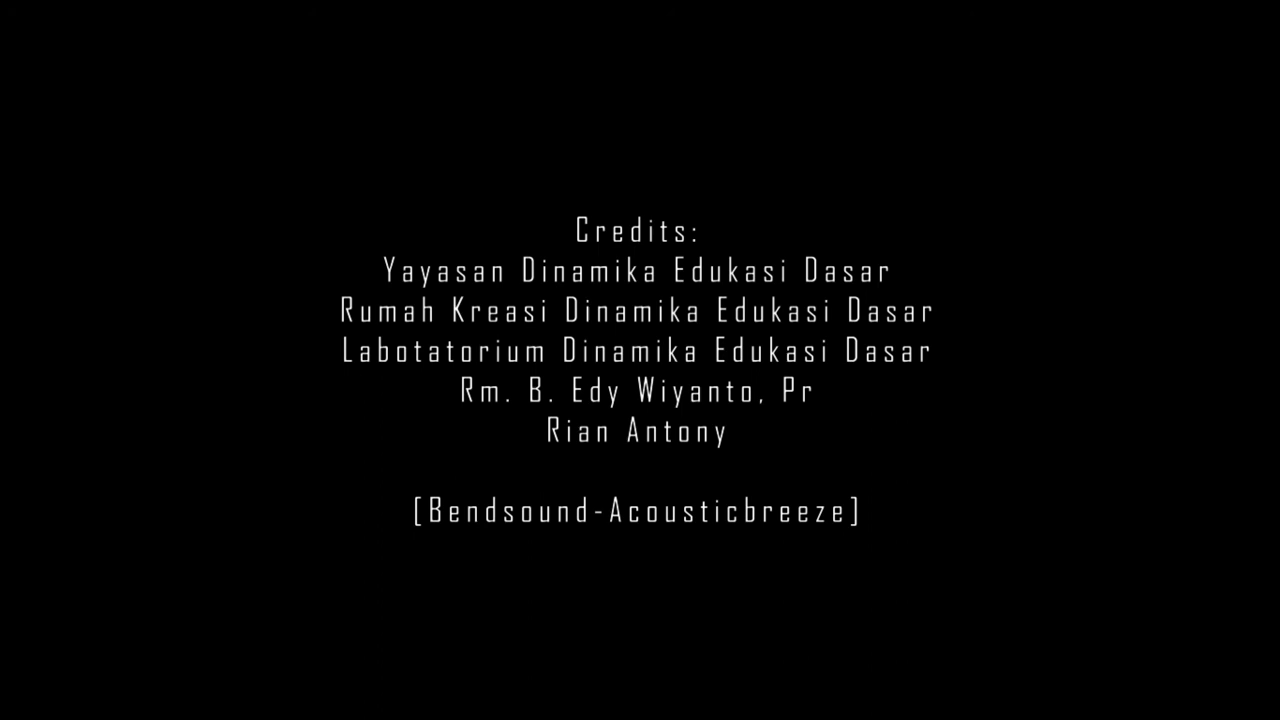 Credits:
Yayasan Dinamika Edukasi Dasar
Rumah Kreasi Dinamika Edukasi Dasar
Labotatorium Dinamika Edukasi Dasar
Rm. B. Edy Wiyanto, Pr
Rian Antony
[Bendsound-Acousticbreeze]